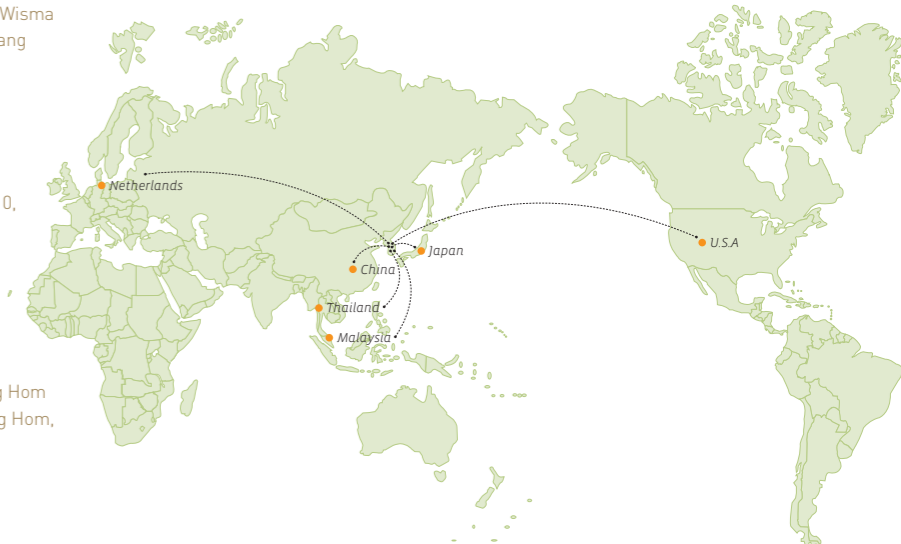 Wisma
ang
0,
,
g Hom
g Hom,
Netherlands
China
Japan
Thailand
Malaysia
U.S.A